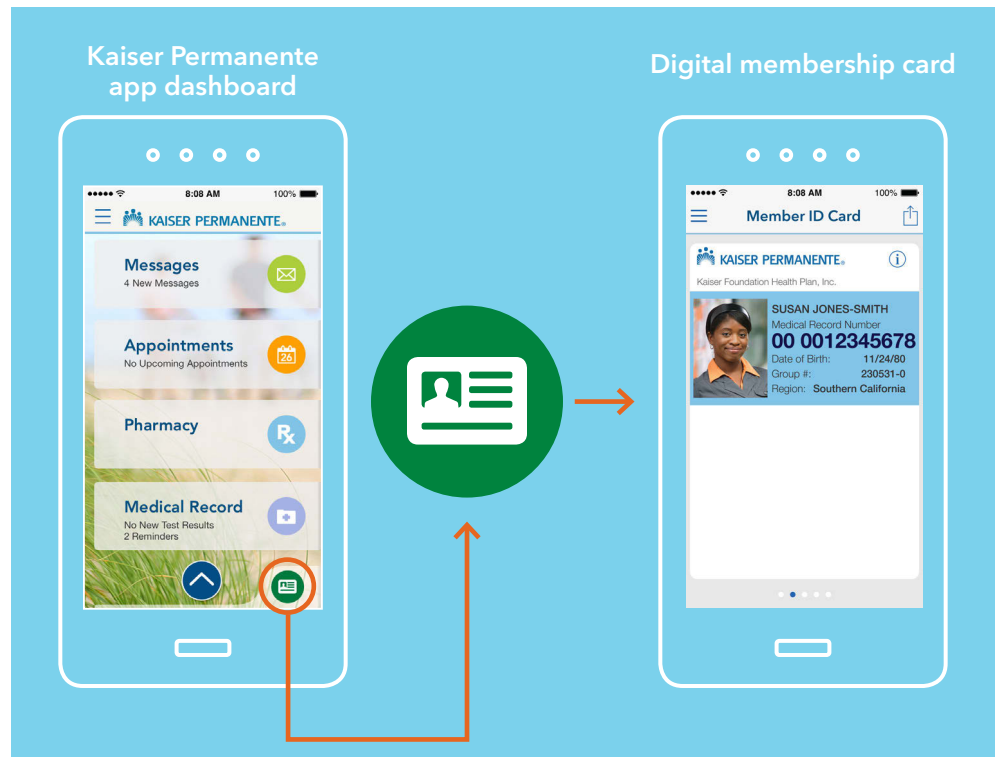 Kaiser Permanente
app dashboard
8:08 AM 100%
KAISER PERMANENTE®
Messages
4 New Messages
Appointments
No Upcoming Appointments
26
Pharmacy
Rx
Medical Record
No New Test Results
2 Reminders
Digital membership card
8:08 AM 100%
Member ID Card
KAISER PERMANENTE®
i
Kaiser Foundation Health Plan, Inc.
SUSAN JONES-SMITH
Medical Record Number
00 0012345678
Date of Birth: 11/24/80
Group #: 230531-0
Region: Southern California